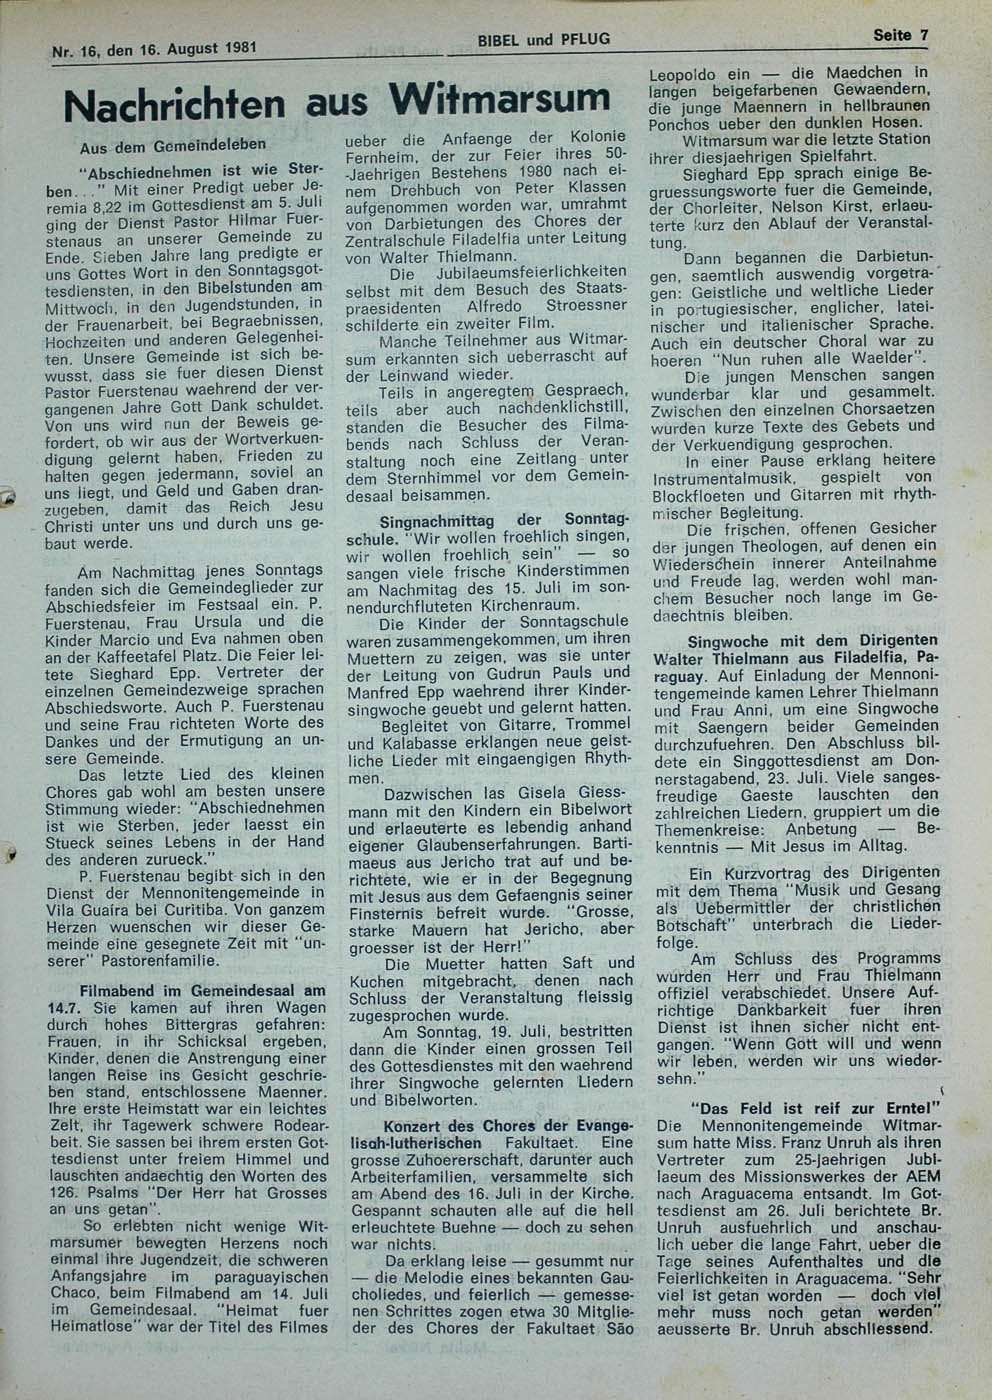 Nr. 16, den 16. August 1981
BIBEL und PFLUG
Seite 7
Nachrichten aus Witmarsum
Aus dem Gemeindeleben
"Abschiednehmen ist wie Ster-
ben..." Mit einer Predigt ueber Je-
remia 8,22 im Gottesdienst am 5. Juli
ging der Dienst Pastor Hilmar Fuer-
stenaus an unserer Gemeinde zu
Ende. Sieben Jahre lang predigte er
uns Gottes Wort in den Sonntagsgot-
tesdiensten, in den Bibelstunden am
Mittwoch, in den Jugendstunden, in
der Frauenarbeit, bei Begraebnissen,
Hochzeiten und anderen Gelegenhei-
ten. Unsere Gemeinde ist sich be-
wusst, dass sie fuer diesen Dienst
Pastor Fuerstenau waehrend der ver-
gangenen Jahre Gott Dank schuldet.
Von uns wird nun der Beweis ge-
fordert, ob wir aus der Wortverkuen-
digung gelernt haben, Frieden zu
halten gegen jedermann, soviel an
uns liegt, und Geld und Gaben dran-
zugeben, damit das Reich Jesu
Christi unter uns und durch uns ge-
baut werde.
Am Nachmittag jenes Sonntags
fanden sich die Gemeindeglieder zur
Abschiedsfeier im Festsaal ein. P.
Fuerstenau, Frau Ursula und die
Kinder Marcio und Eva nahmen oben
an der Kaffeetafel Platz. Die Feier lei-
tete Sieghard Epp. Vertreter der
einzelnen Gemeindezweige sprachen
Abschiedsworte. Auch P. Fuerstenau
und seine Frau richteten Worte des
Dankes und der Ermutigung an un-
sere Gemeinde.
Das letzte Lied des kleinen
Chores gab wohl am besten unsere
Stimmung wieder: "Abschiednehmen
ist wie Sterben, jeder laesst ein
Stueck seines Lebens in der Hand
des anderen zurueck."
P. Fuerstenau begibt sich in den
Dienst der Mennonitengemeinde in
Vila Guaíra bei Curitiba. Von ganzem
Herzen wuenschen wir dieser Ge-
meinde eine gesegnete Zeit mit "un-
serer" Pastorenfamilie.
Filmabend im Gemeindesaal am
14.7. Sie kamen auf ihren Wagen
durch hohes Bittergras gefahren:
Frauen, in ihr Schicksal ergeben,
Kinder, denen die Anstrengung einer
langen Reise ins Gesicht geschrie-
ben stand, entschlossene Maenner.
Ihre erste Heimstatt war ein leichtes
Zelt, ihr Tagewerk schwere Rodear-
beit. Sie sassen bei ihrem ersten Got-
tesdienst unter freiem Himmel und
lauschten andaechtig den Worten des
126. Psalms "Der Herr hat Grosses
an uns getan".
So erlebten nicht wenige Wit-
marsumer bewegten Herzens noch
einmal ihre Jugendzeit, die schweren
Anfangsjahre im paraguayischen
Chaco, beim Filmabend am 14. Juli
im Gemeindesaal. "Heimat fuer
Heimatlose" war der Titel des Filmes
ueber die Anfaenge der Kolonie
Fernheim, der zur Feier ihres 50-
-Jaehrigen Bestehens 1980 nach ei-
nem Drehbuch von Peter Klassen
aufgenommen worden war, umrahmt
von Darbietungen des Chores der
Zentralschule Filadelfia unter Leitung
von Walter Thielmann.
Die Jubilaeumsfeierlichkeiten
selbst mit dem Besuch des Staats-
praesidenten Alfredo Stroessner
schilderte ein zweiter Film.
Manche Teilnehmer aus Witmar-
sum erkannten sich ueberrascht auf
der Leinwand wieder.
Teils in angeregtem Gespraech,
teils aber auch nachdenklichstill,
standen die Besucher des Filma-
bends nach Schluss der Veran-
staltung noch eine Zeitlang unter
dem Sternhimmel vor dem Gemein-
desaal beisammen.
Singnachmittag der Sonntag-
schule. "Wir wollen froehlich singen,
wir wollen froehlich sein" — so
sangen viele frische Kinderstimmen
am Nachmitag des 15. Juli im son-
nendurchfluteten Kirchenraum.
Die Kinder der Sonntagschule
waren zusammengekommen, um ihren
Muettern zu zeigen, was sie unter
der Leitung von Gudrun Pauls und
Manfred Epp waehrend ihrer Kinder-
singwoche geuebt und gelernt hatten.
Begleitet von Gitarre, Trommel
und Kalabasse erklangen neue geist-
liche Lieder mit eingaengigen Rhyth-
men.
Dazwischen las Gisela Giess-
mann mit den Kindern ein Bibelwort
und erlaeuterte es lebendig anhand
eigener Glaubenserfahrungen. Barti-
maeus aus Jericho trat auf und be-
richtete, wie er in der Begegnung
mit Jesus aus dem Gefaengnis seiner
Finsternis befreit wurde. "Grosse,
starke Mauern hat Jericho, aber
groesser ist der Herr!"
Die Muetter hatten Saft und
Kuchen mitgebracht, denen nach
Schluss der Veranstaltung fleissig
zugesprochen wurde.
Am Sonntag, 19. Juli, bestritten
dann die Kinder einen grossen Teil
des Gottesdienstes mit den waehrend
ihrer Singwoche gelernten Liedern
und Bibelworten.
Konzert des Chores der Evange-
lisch-lutherischen Fakultaet. Eine
grosse Zuhoererschaft, darunter auch
Arbeiterfamilien, versammelte sich
am Abend des 16. Juli in der Kirche.
Gespannt schauten alle auf die hell
erleuchtete Buehne — doch zu sehen
war nichts.
Da erklang leise — gesummt nur
— die Melodie eines bekannten Gau-
choliedes, und feierlich — gemesse-
nen Schrittes zogen etwa 30 Mitglie-
der des Chores der Fakultaet São
Leopoldo ein — die Maedchen in
langen beigefarbenen Gewaendern,
die junge Maennern in hellbraunen
Ponchos ueber den dunklen Hosen.
Witmarsum war die letzte Station
ihrer diesjaehrigen Spielfahrt.
Sieghard Epp sprach einige Be-
gruessungsworte fuer die Gemeinde,
der Chorleiter, Nelson Kirst, erlaeu-
terte kurz den Ablauf der Veranstal-
tung.
Dann begannen die Darbietun-
gen, saemtlich auswendig vorgetra-
gen: Geistliche und weltliche Lieder
in portugiesischer, englicher, latei-
nischer und italienischer Sprache.
Auch ein deutscher Choral war zu
hoeren "Nun ruhen alle Waelder".
Die jungen Menschen sangen
wunderbar klar und gesammelt.
Zwischen den einzelnen Chorsaetzen
wurden kurze Texte des Gebets und
der Verkuendigung gesprochen.
In einer Pause erklang heitere
Instrumentalmusik, gespielt von
Blockfloeten und Gitarren mit rhyth-
mischer Begleitung.
Die frischen, offenen Gesicher
der jungen Theologen, auf denen ein
Wiederschein innerer Anteilnahme
und Freude lag, werden wohl man-
chem Besucher noch lange im Ge-
daechtnis bleiben.
Singwoche mit dem Dirigenten
Walter Thielmann aus Filadelfia, Pa-
raguay. Auf Einladung der Mennoni-
tengemeinde kamen Lehrer Thielmann
und Frau Anni, um eine Singwoche
mit Saengern beider Gemeinden
durchzufuehren. Den Abschluss bil-
dete ein Singgottesdienst am Don-
nerstagabend, 23. Juli. Viele sanges-
freudige Gaeste lauschten den
zahlreichen Liedern, gruppiert um die
Themenkreise: Anbetung — Be-
kenntnis — Mit Jesus im Alltag.
Ein Kurzvortrag des Dirigenten
mit dem Thema "Musik und Gesang
als Uebermittler der christlichen
Botschaft" unterbrach die Lieder-
folge.
Am Schluss des Programms
wurden Herr und Frau Thielmann
offiziel verabschiedet. Unsere Auf-
richtige Dankbarkeit fuer ihren
Dienst ist ihnen sicher nicht ent-
gangen. "Wenn Gott will und wenn
wir leben, werden wir uns wieder-
sehn."
"Das Feld ist reif zur Ernte!"
Die Mennonitengemeinde Witmar-
sum hatte Miss. Franz Unruh als ihren
Vertreter zum 25-jaehrigen Jubi-
laeum des Missionswerkes der AEM
nach Araguacema entsandt. Im Got-
tesdienst am 26. Juli berichtete Br.
Unruh ausfuehrlich und anschau-
lich ueber die lange Fahrt, ueber die
Tage seines Aufenthaltes und die
Feierlichkeiten in Araguacema. "Sehr
viel ist getan worden — doch viel
mehr muss noch getan werden"
aeusserte Br. Unruh abschliessend.